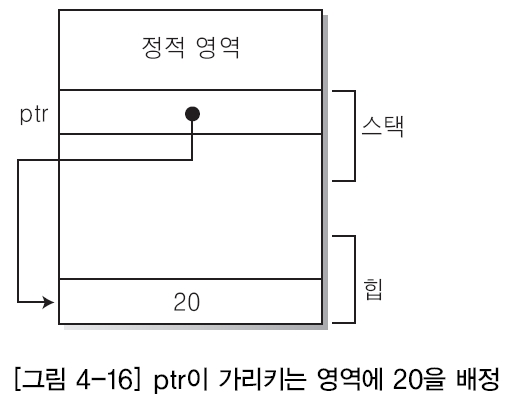 정적 영역
ptr
스택
힙
20
[그림 4-16] ptr이 가리키는 영역에 20을 배정